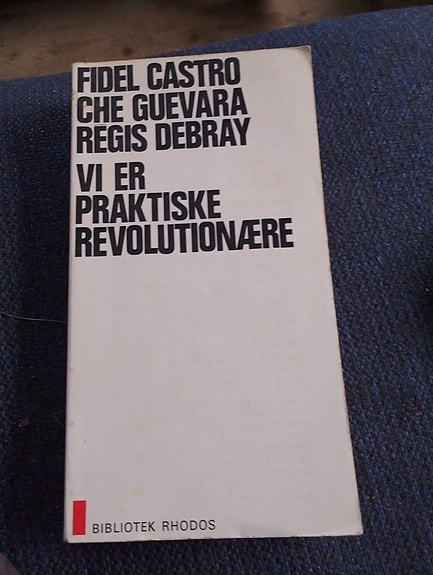 FIDEL CASTRO
CHE GUEVARA
REGIS DEBRAY
VI ER
PRAKTISKE
REVOLUTIONÆRE
BIBLIOTEK RHODOS